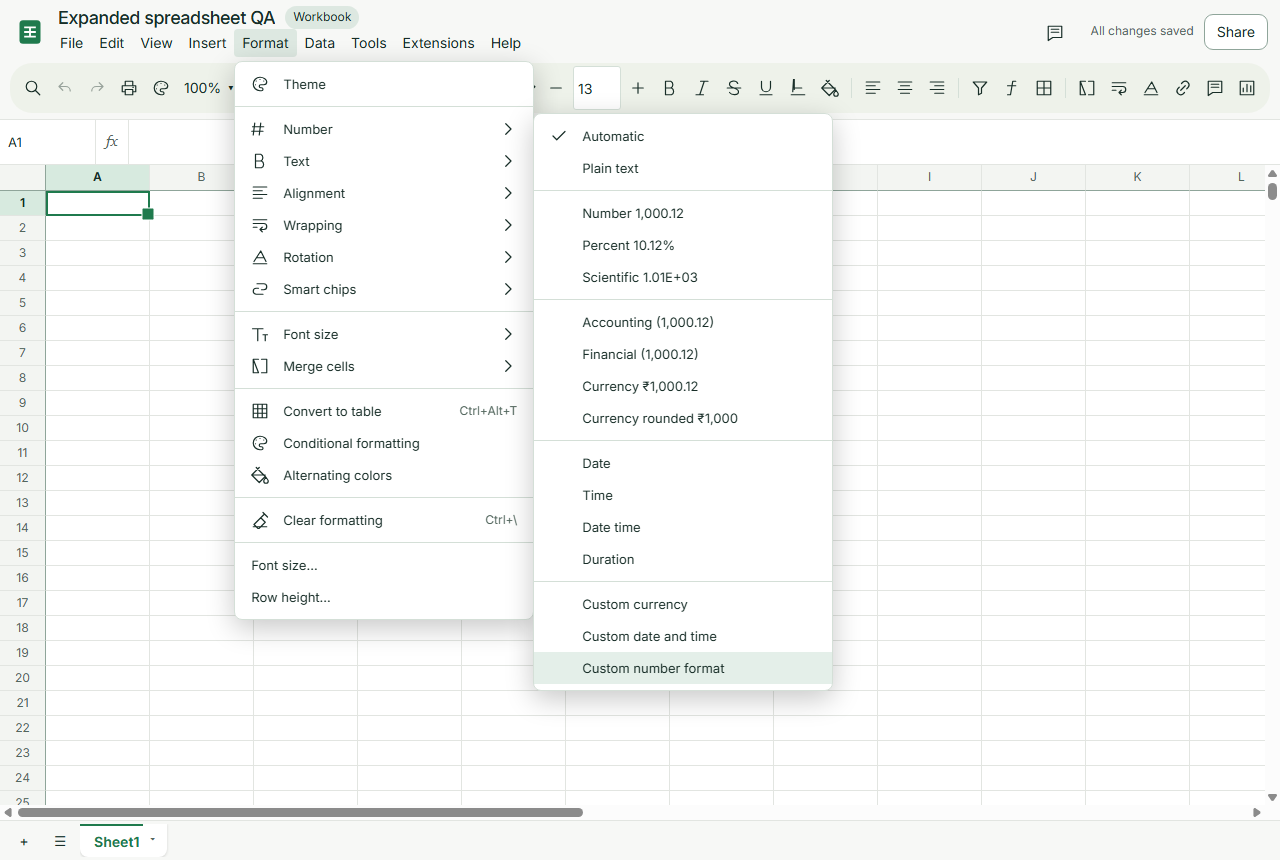 Expanded spreadsheet QA
Workbook
File Edit View Insert Format Data Tools Extensions Help
All changes saved
Share
100%
13
A1
fx
A B I J K L
1
2
3
4
5
6
7
8
9
10
11
12
13
14
15
16
17
18
19
20
21
22
23
24
25
Theme
Number
Text
Alignment
Wrapping
Rotation
Smart chips
Font size
Merge cells
Convert to table Ctrl+Alt+T
Conditional formatting
Alternating colors
Clear formatting Ctrl+\
Font size...
Row height...
Automatic
Plain text
Number 1,000.12
Percent 10.12%
Scientific 1.01E+03
Accounting (1,000.12)
Financial (1,000.12)
Currency ₹1,000.12
Currency rounded ₹1,000
Date
Time
Date time
Duration
Custom currency
Custom date and time
Custom number format
Sheet1